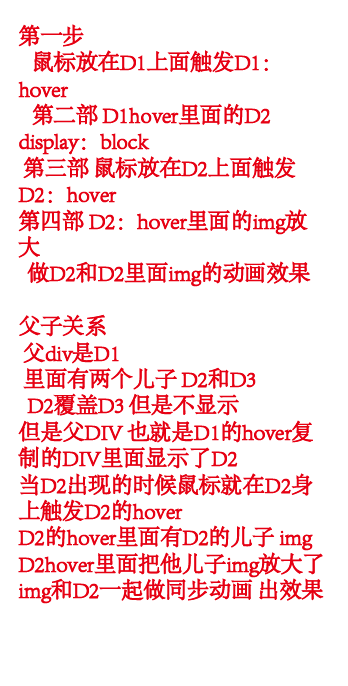 第一步
鼠标放在D1上面触发D1：
hover
第二部 D1hover里面的D2
display：block
第三部 鼠标放在D2上面触发
D2：hover
第四部 D2：hover里面的img放
大
做D2和D2里面img的动画效果
父子关系
父div是D1
里面有两个儿子 D2和D3
D2覆盖D3 但是不显示
但是父DIV 也就是D1的hover复
制的DIV里面显示了D2
当D2出现的时候鼠标就在D2身
上触发D2的hover
D2的hover里面有D2的儿子 img
D2hover里面把他儿子img放大了
img和D2一起做同步动画 出效果